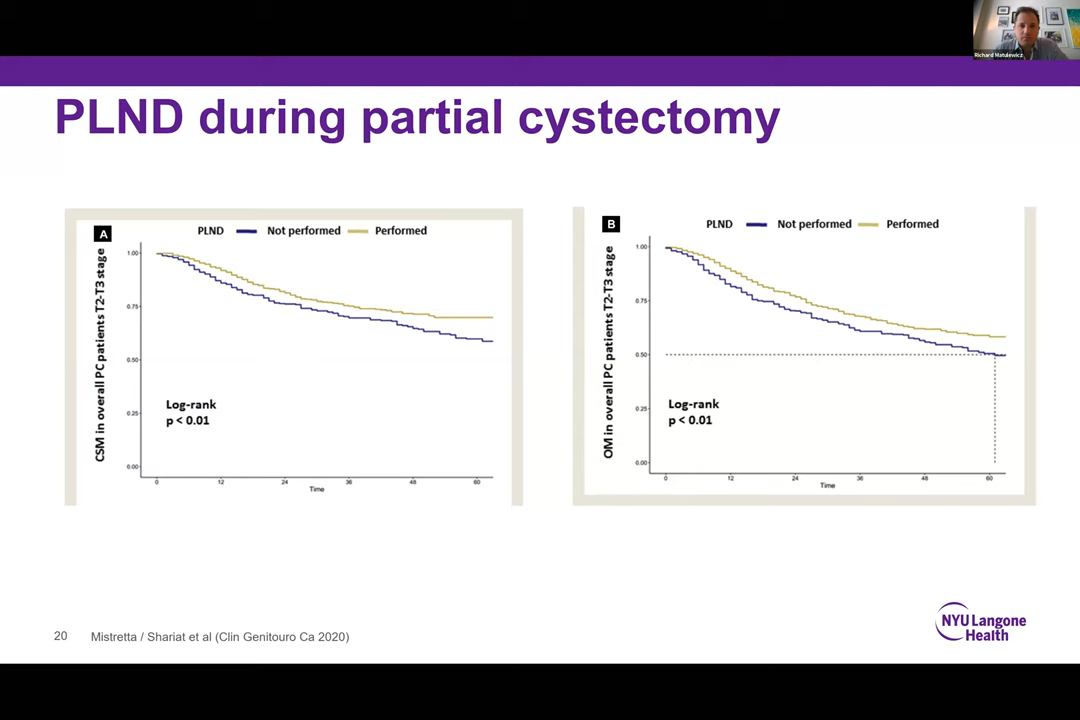 Richard Matulewicz
PLND during partial cystectomy
A
PLND Not performed Performed
CSM in overall PC patients T2-T3 stage
1.00
0.75
0.50
0.25
0.00
Log-rank
p < 0.01
0 12 24 36 48 60
Time
B
PLND Not performed Performed
OM in overall PC patients T2-T3 stage
1.00
0.75
0.50
0.25
0.00
Log-rank
p < 0.01
0 12 24 36 48 60
Time
20 Mistretta / Shariat et al (Clin Genitouro Ca 2020)
NYU Langone
Health